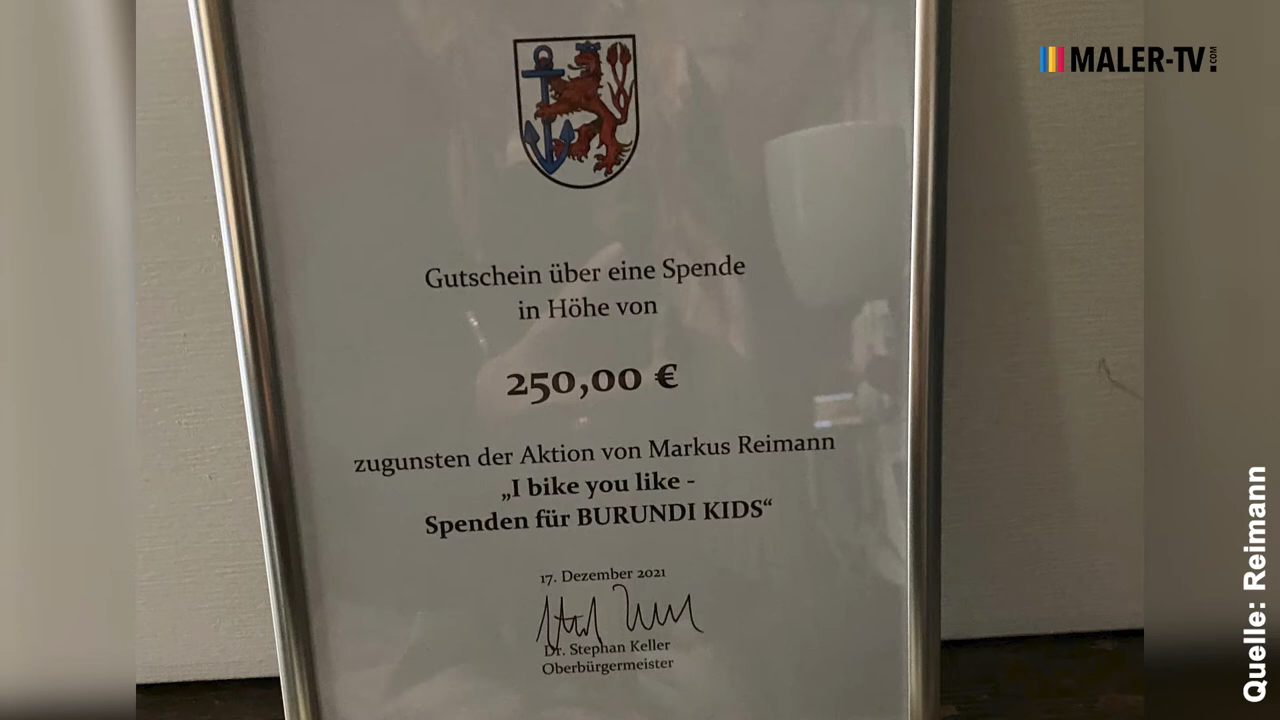 MALER-TV.COM
Gutschein über eine Spende
in Höhe von
250,00 €
zugunsten der Aktion von Markus Reimann
„I bike you like -
Spenden für BURUNDI KIDS“
17. Dezember 2021
Dr. Stephan Keller
Oberbürgermeister
Quelle: Reimann